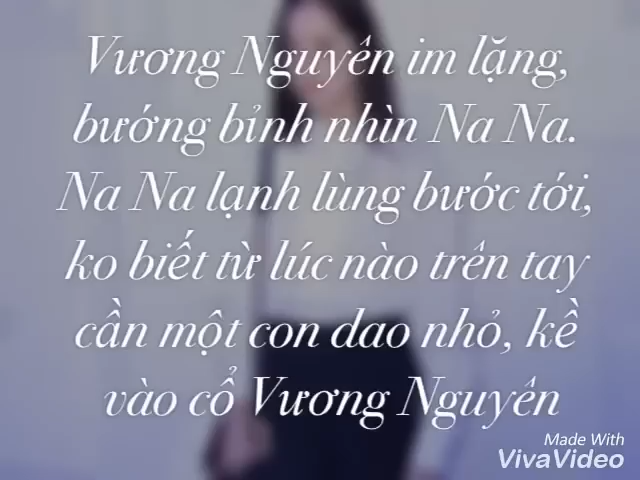 Vương Nguyên im lặng,
bướng bỉnh nhìn Na Na.
Na Na lạnh lùng bước tới,
ko biết từ lúc nào trên tay
cần một con dao nhỏ, kề
vào cổ Vương Nguyên
Made With
VivaVideo